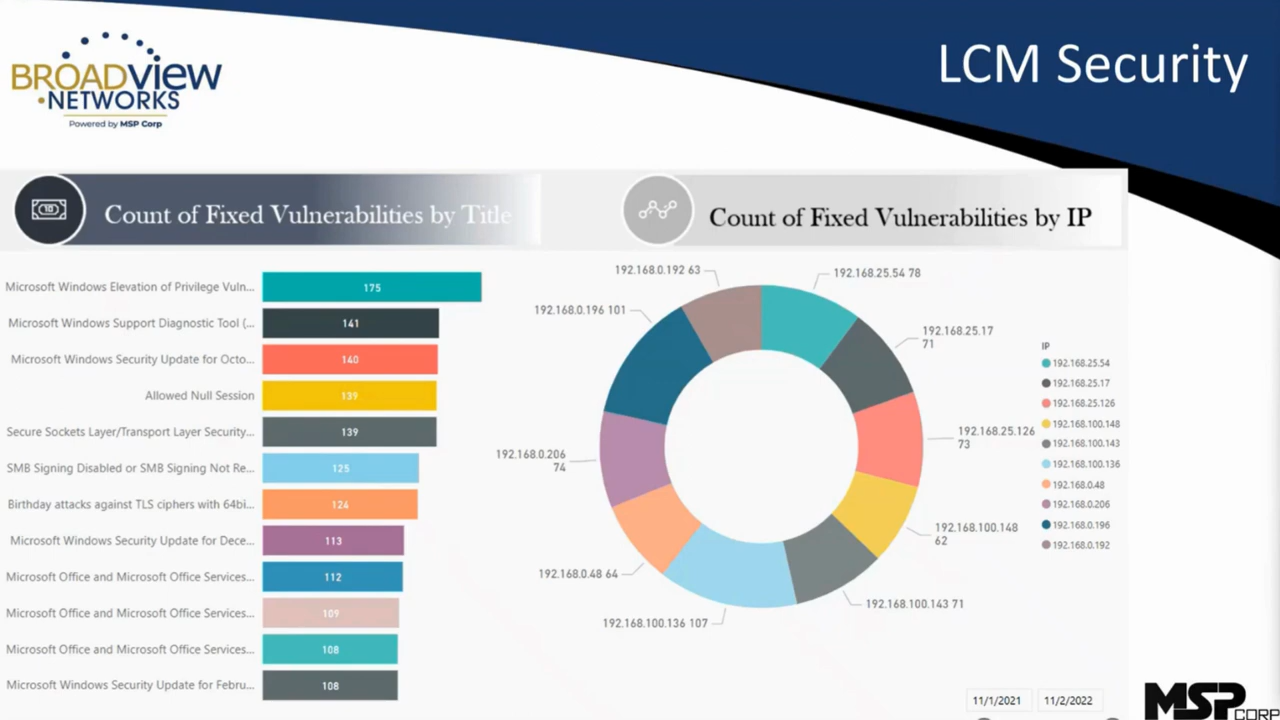 BROADVIEW
NETWORKS
Powered by MSP Corp
LCM Security
Count of Fixed Vulnerabilities by Title
Microsoft Windows Elevation of Privilege Vuln... 175
Microsoft Windows Support Diagnostic Tool (... 141
Microsoft Windows Security Update for Octo... 140
Allowed Null Session 139
Secure Sockets Layer/Transport Layer Security... 139
SMB Signing Disabled or SMB Signing Not Re... 125
Birthday attacks against TLS ciphers with 64bi... 124
Microsoft Windows Security Update for Dece... 113
Microsoft Office and Microsoft Office Services... 112
Microsoft Office and Microsoft Office Services... 109
Microsoft Office and Microsoft Office Services... 108
Microsoft Windows Security Update for Febru... 108
Count of Fixed Vulnerabilities by IP
192.168.0.192 63
192.168.25.54 78
192.168.0.196 101
192.168.25.17
71
192.168.25.126
73
192.168.0.206
74
192.168.100.148
62
192.168.0.48 64
192.168.100.143 71
192.168.100.136 107
IP
192.168.25.54
192.168.25.17
192.168.25.126
192.168.100.148
192.168.100.143
192.168.100.136
192.168.0.48
192.168.0.206
192.168.0.196
192.168.0.192
11/1/2021
11/2/2022
MSP
CORP